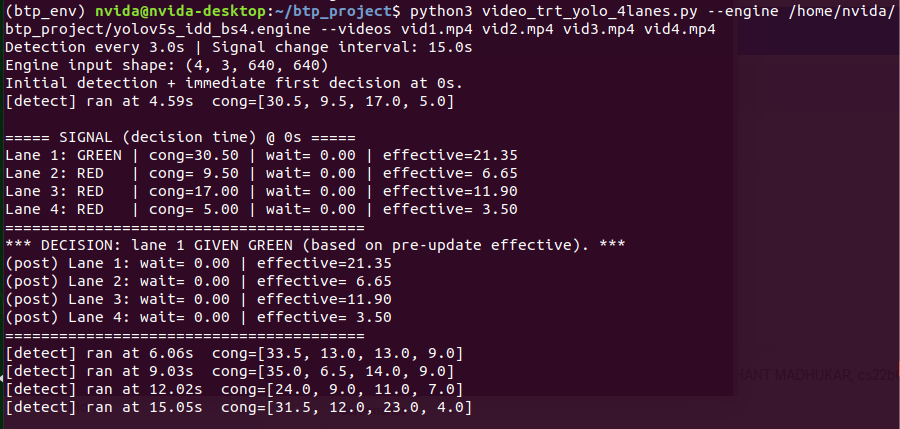 (btp_env) nvida@nvida-desktop:~/btp_project$ python3 video_trt_yolo_4lanes.py --engine /home/nvida/
btp_project/yolov5s_idd_bs4.engine --videos vid1.mp4 vid2.mp4 vid3.mp4 vid4.mp4
Detection every 3.0s | Signal change interval: 15.0s
Engine input shape: (4, 3, 640, 640)
Initial detection + immediate first decision at 0s.
[detect] ran at 4.59s  cong=[30.5, 9.5, 17.0, 5.0]
===== SIGNAL (decision time) @ 0s =====
Lane 1: GREEN | cong=30.50 | wait= 0.00 | effective=21.35
Lane 2: RED   | cong= 9.50 | wait= 0.00 | effective= 6.65
Lane 3: RED   | cong=17.00 | wait= 0.00 | effective=11.90
Lane 4: RED   | cong= 5.00 | wait= 0.00 | effective= 3.50
========================================
*** DECISION: lane 1 GIVEN GREEN (based on pre-update effective). ***
(post) Lane 1: wait= 0.00 | effective=21.35
(post) Lane 2: wait= 0.00 | effective= 6.65
(post) Lane 3: wait= 0.00 | effective=11.90
(post) Lane 4: wait= 0.00 | effective= 3.50
========================================
[detect] ran at 6.06s  cong=[33.5, 13.0, 13.0, 9.0]
[detect] ran at 9.03s  cong=[35.0, 6.5, 14.0, 9.0]
[detect] ran at 12.02s  cong=[24.0, 9.0, 11.0, 7.0]
[detect] ran at 15.05s  cong=[31.5, 12.0, 23.0, 4.0]
MADHUKAR,